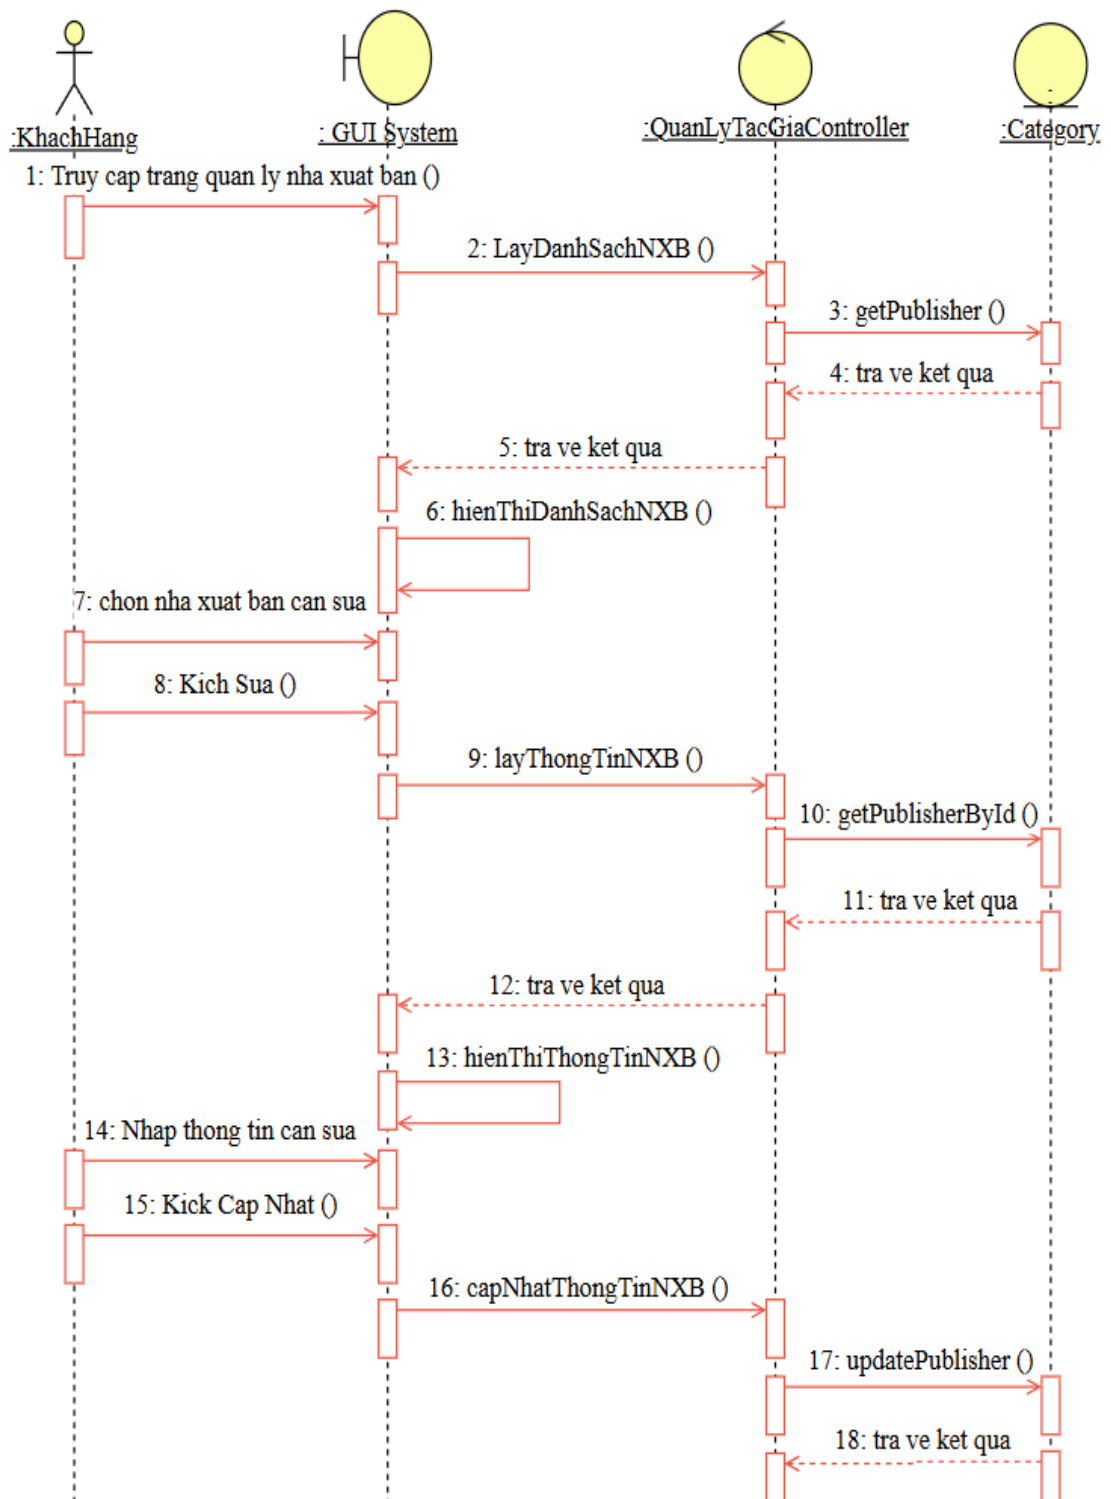 :KhachHang
: GUI System
:QuanLyTacGiaController
:Category
1: Truy cap trang quan ly nha xuat ban ()
2: LayDanhSachNXB ()
3: getPublisher ()
4: tra ve ket qua
5: tra ve ket qua
6: hienThiDanhSachNXB ()
7: chon nha xuat ban can sua
8: Kich Sua ()
9: layThongTinNXB ()
10: getPublisherById ()
11: tra ve ket qua
12: tra ve ket qua
13: hienThiThongTinNXB ()
14: Nhap thong tin can sua
15: Kick Cap Nhat ()
16: capNhatThongTinNXB ()
17: updatePublisher ()
18: tra ve ket qua